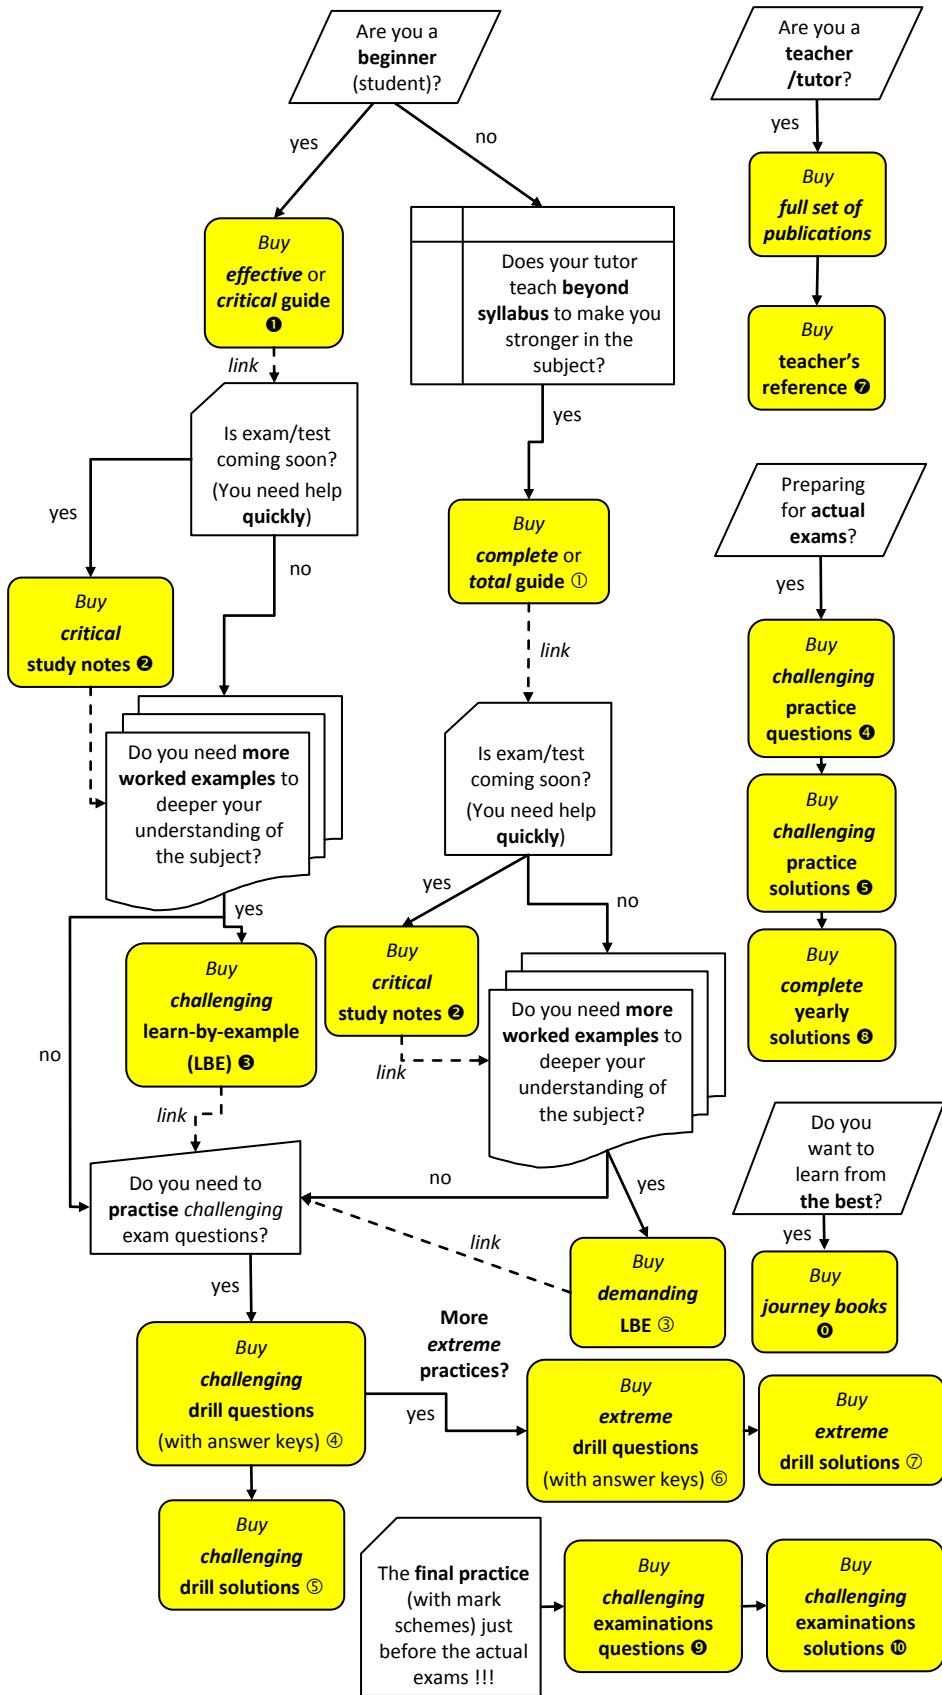 Are you a
beginner
(student)?
yes
no
Buy
effective or
critical guide
❶
link
Is exam/test
coming soon?
(You need help
quickly)
yes
no
Buy
critical
study notes ❷
Do you need more
worked examples to
deeper your
understanding of
the subject?
yes
no
Buy
challenging
learn-by-example
(LBE) ❸
link
Do you need to
practise challenging
exam questions?
yes
Buy
challenging
drill questions
(with answer keys) ④
Buy
challenging
drill solutions ⑤
Does your tutor
teach beyond
syllabus to make you
stronger in the
subject?
yes
Buy
complete or
total guide ①
link
Is exam/test
coming soon?
(You need help
quickly)
yes
no
Buy
critical
study notes ❷
link
Do you need more
worked examples to
deeper your
understanding of
the subject?
no
yes
link
Buy
demanding
LBE ③
More
extreme
practices?
yes
Buy
extreme
drill questions
(with answer keys) ⑥
Buy
extreme
drill solutions ⑦
The final practice
(with mark
schemes) just
before the actual
exams !!!
Buy
challenging
examinations
questions ❾
Buy
challenging
examinations
solutions ❿
Are you a
teacher
/tutor?
yes
Buy
full set of
publications
Buy
teacher's
reference ❼
Preparing
for actual
exams?
yes
Buy
challenging
practice
questions ❹
Buy
challenging
practice
solutions ❺
Buy
complete
yearly
solutions ❽
Do you
want to
learn from
the best?
yes
Buy
journey books
⓿